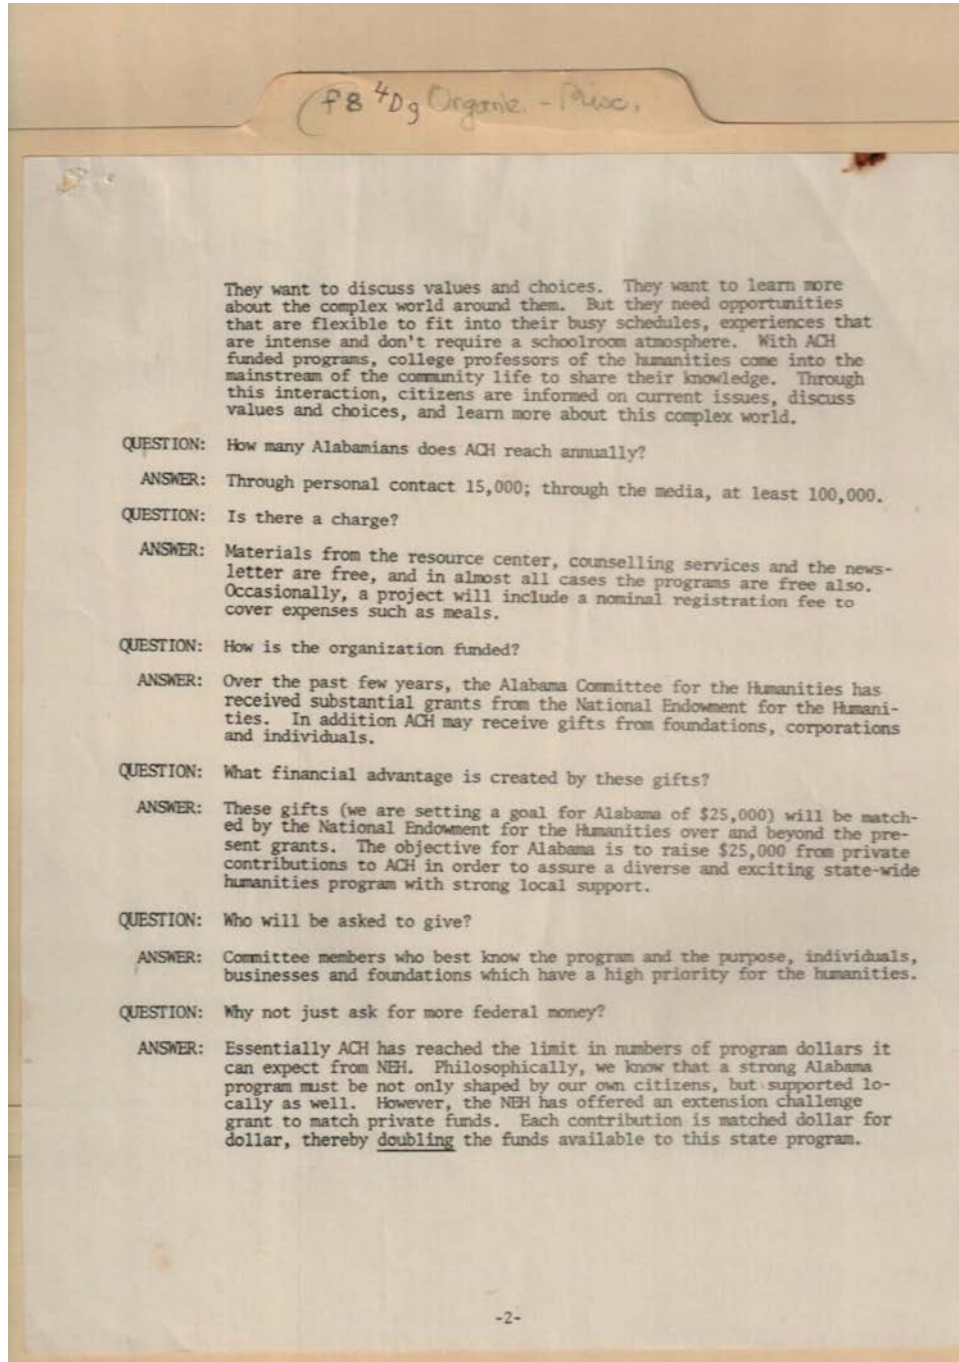 (f8 4Dg Organiz. - Misc.
They want to discuss values and choices. They want to learn more
about the complex world around them. But they need opportunities
that are flexible to fit into their busy schedules, experiences that
are intense and don't require a schoolroom atmosphere. With ACH
funded programs, college professors of the humanities come into the
mainstream of the community life to share their knowledge. Through
this interaction, citizens are informed on current issues, discuss
values and choices, and learn more about this complex world.
QUESTION: How many Alabamians does ACH reach annually?
ANSWER: Through personal contact 15,000; through the media, at least 100,000.
QUESTION: Is there a charge?
ANSWER: Materials from the resource center, counselling services and the news-
letter are free, and in almost all cases the programs are free also.
Occasionally, a project will include a nominal registration fee to
cover expenses such as meals.
QUESTION: How is the organization funded?
ANSWER: Over the past few years, the Alabama Committee for the Humanities has
received substantial grants from the National Endowment for the Humani-
ties. In addition ACH may receive gifts from foundations, corporations
and individuals.
QUESTION: What financial advantage is created by these gifts?
ANSWER: These gifts (we are setting a goal for Alabama of $25,000) will be match-
ed by the National Endowment for the Humanities over and beyond the pre-
sent grants. The objective for Alabama is to raise $25,000 from private
contributions to ACH in order to assure a diverse and exciting state-wide
humanities program with strong local support.
QUESTION: Who will be asked to give?
ANSWER: Committee members who best know the program and the purpose, individuals,
businesses and foundations which have a high priority for the humanities.
QUESTION: Why not just ask for more federal money?
ANSWER: Essentially ACH has reached the limit in numbers of program dollars it
can expect from NEH. Philosophically, we know that a strong Alabama
program must be not only shaped by our own citizens, but supported lo-
cally as well. However, the NEH has offered an extension challenge
grant to match private funds. Each contribution is matched dollar for
dollar, thereby doubling the funds available to this state program.
-2-